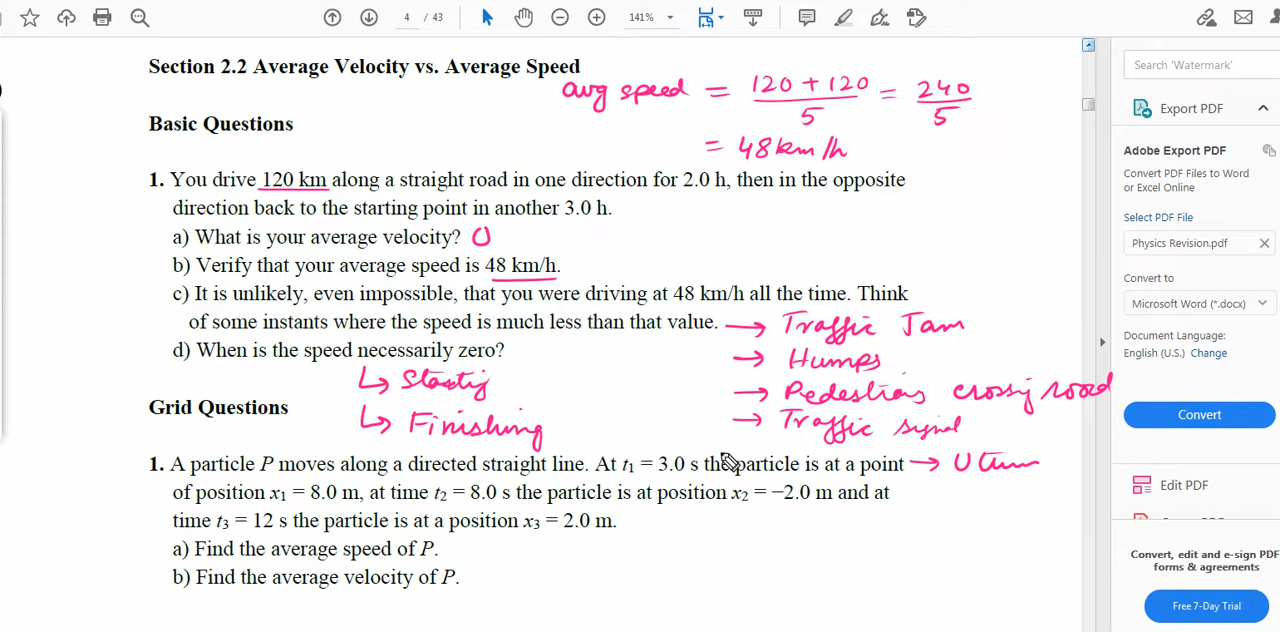 4 / 43
141%
Section 2.2 Average Velocity vs. Average Speed
avg speed = 120 + 120 / 5 = 240 / 5
= 48 km/h
Basic Questions
1. You drive 120 km along a straight road in one direction for 2.0 h, then in the opposite
direction back to the starting point in another 3.0 h.
a) What is your average velocity? 0
b) Verify that your average speed is 48 km/h.
c) It is unlikely, even impossible, that you were driving at 48 km/h all the time. Think
of some instants where the speed is much less than that value. → Traffic Jam
→ Humps
→ Pedestrians crossing road
→ Traffic signal
→ U turn
d) When is the speed necessarily zero?
↳ Starting
↳ Finishing
Grid Questions
1. A particle P moves along a directed straight line. At t₁ = 3.0 s the particle is at a point
of position x₁ = 8.0 m, at time t₂ = 8.0 s the particle is at position x₂ = −2.0 m and at
time t₃ = 12 s the particle is at a position x₃ = 2.0 m.
a) Find the average speed of P.
b) Find the average velocity of P.
Search 'Watermark'
Export PDF
Adobe Export PDF
Convert PDF Files to Word
or Excel Online
Select PDF File
Physics Revision.pdf
Convert to
Microsoft Word (*.docx)
Document Language:
English (U.S.) Change
Convert
Edit PDF
Convert, edit and e-sign PDF
forms & agreements
Free 7-Day Trial